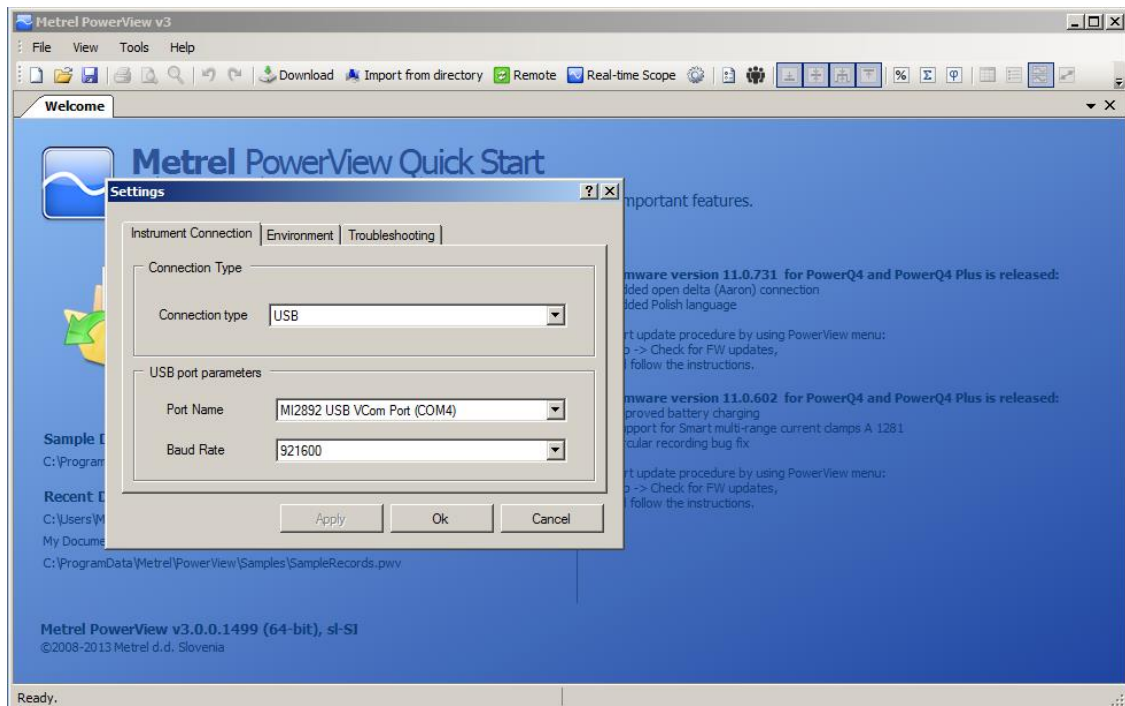 Metrel PowerView v3
File View Tools Help
Download Import from directory Remote Real-time Scope % Σ φ
Welcome
Metrel PowerView Quick Start
mportant features.
Settings
Instrument Connection Environment Troubleshooting
Connection Type
Connection type USB
USB port parameters
Port Name MI2892 USB VCom Port (COM4)
Baud Rate 921600
Apply Ok Cancel
mware version 11.0.731 for PowerQ4 and PowerQ4 Plus is released:
dded open delta (Aaron) connection
dded Polish language
rt update procedure by using PowerView menu:
-> Check for FW updates,
follow the instructions.
mware version 11.0.602 for PowerQ4 and PowerQ4 Plus is released:
proved battery charging
upport for Smart multi-range current clamps A 1281
cular recording bug fix
rt update procedure by using PowerView menu:
-> Check for FW updates,
follow the instructions.
Sample
C:\Program
Recent
C:\Users\M
My Docume
C:\ProgramData\Metrel\PowerView\Samples\SampleRecords.pwv
Metrel PowerView v3.0.0.1499 (64-bit), sl-SI
©2008-2013 Metrel d.d. Slovenia
Ready.